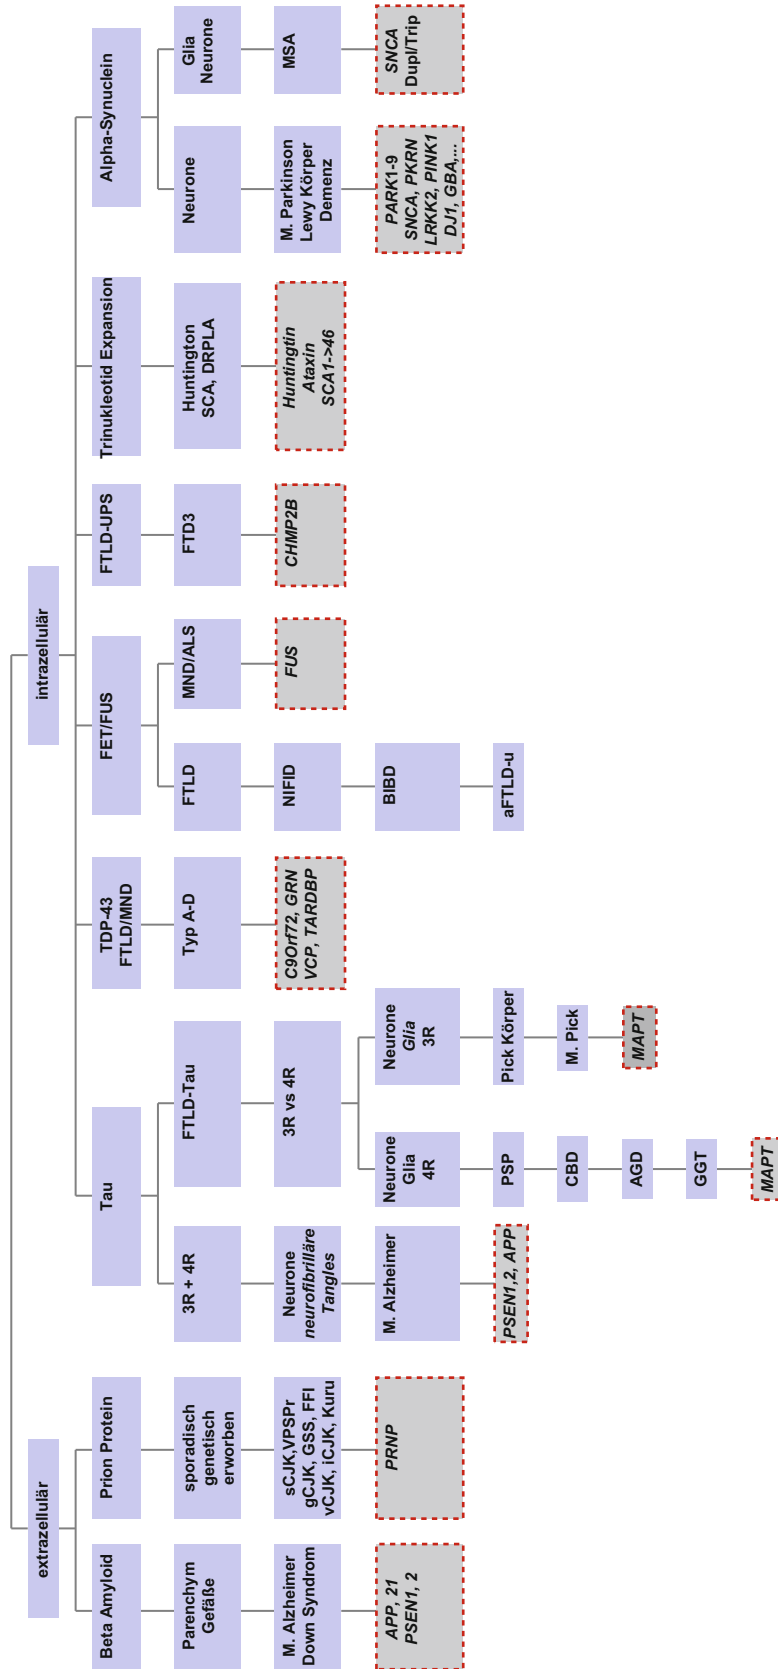 extrazellulär
intrazellulär
Beta Amyloid
Prion Protein
Tau
TDP-43
FTLD/MND
FET/FUS
FTLD-UPS
Trinukleotid Expansion
Alpha-Synuclein
Parenchym
Gefäße
sporadisch
genetisch
erworben
3R + 4R
FTLD-Tau
Typ A-D
FTLD
MND/ALS
FTD3
Huntington
SCA, DRPLA
Neurone
Glia
Neurone
M. Alzheimer
Down Syndrom
sCJK,VPSPr
gCJK, GSS, FFI
vCJK, iCJK, Kuru
Neurone
neurofibrilläre
Tangles
3R vs 4R
C9Orf72, GRN
VCP, TARDBP
NIFID
FUS
CHMP2B
Huntingtin
Ataxin
SCA1->46
M. Parkinson
Lewy Körper
Demenz
MSA
APP, 21
PSEN1, 2
PRNP
M. Alzheimer
Neurone
Glia
4R
Neurone
Glia
3R
BIBD
PARK1-9
SNCA, PKRN
LRKK2, PINK1
DJ1, GBA,...
SNCA
Dupl/Trip
PSEN1,2, APP
PSP
Pick Körper
aFTLD-u
CBD
M. Pick
AGD
MAPT
GGT
MAPT